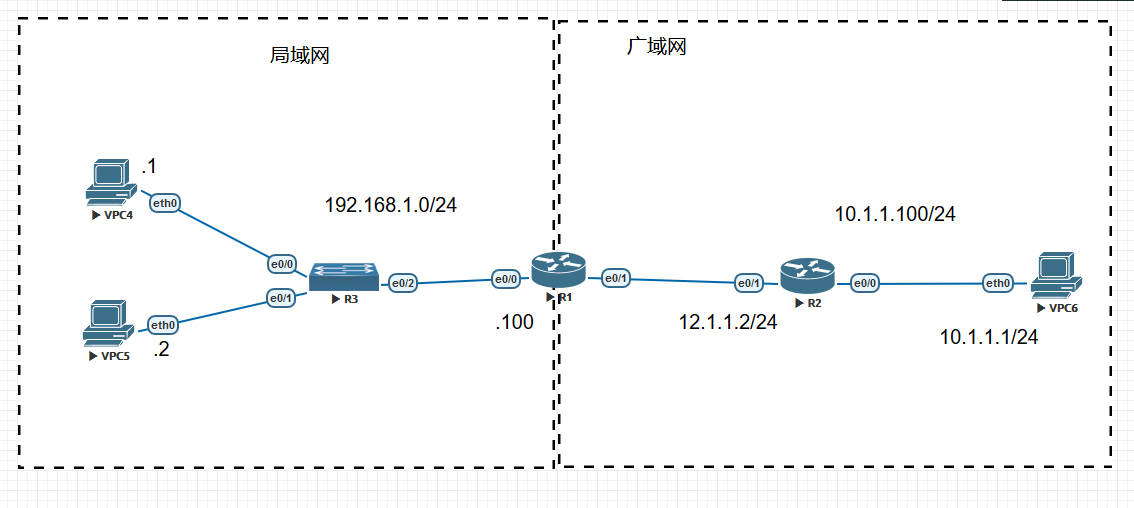 局域网
广域网
.1
eth0
VPC4
192.168.1.0/24
10.1.1.100/24
e0/0
R3
e0/2
e0/0
R1
e0/1
e0/1
R2
e0/0
eth0
VPC6
e0/1
eth0
VPC5
.2
.100
12.1.1.2/24
10.1.1.1/24